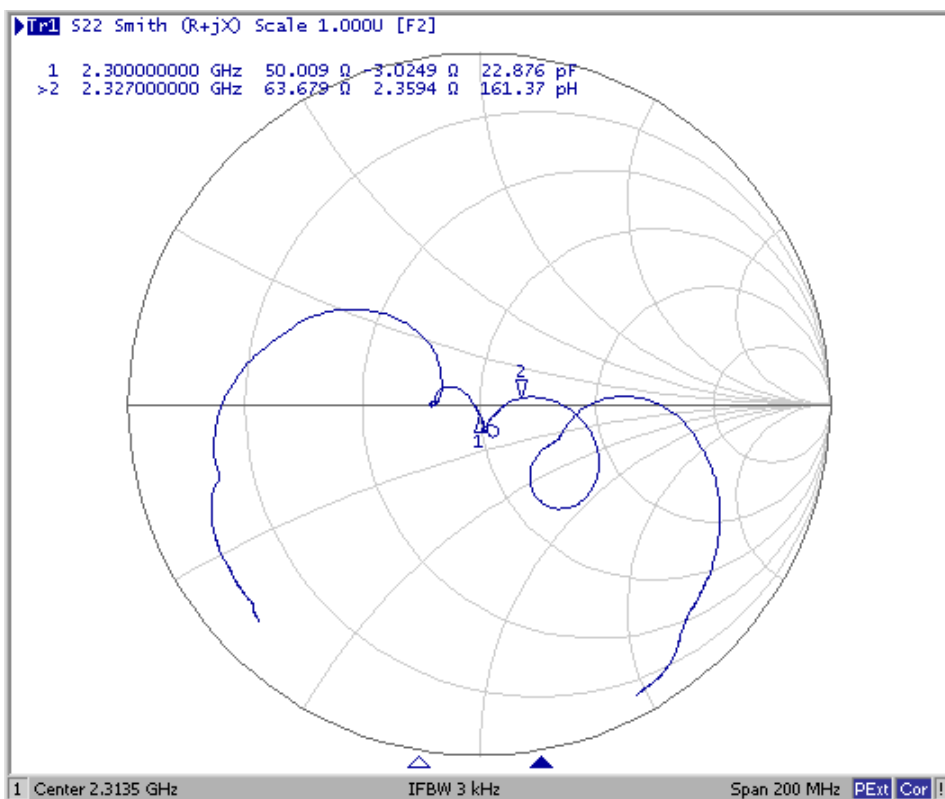 Tr1 S22 Smith (R+jX) Scale 1.000U [F2]
1 2.300000000 GHz 50.009 Ω -3.0249 Ω 22.876 pF
>2 2.327000000 GHz 63.679 Ω 2.3594 Ω 161.37 pH
2
1
1 Center 2.3135 GHz IFBW 3 kHz Span 200 MHz PExt Cor !